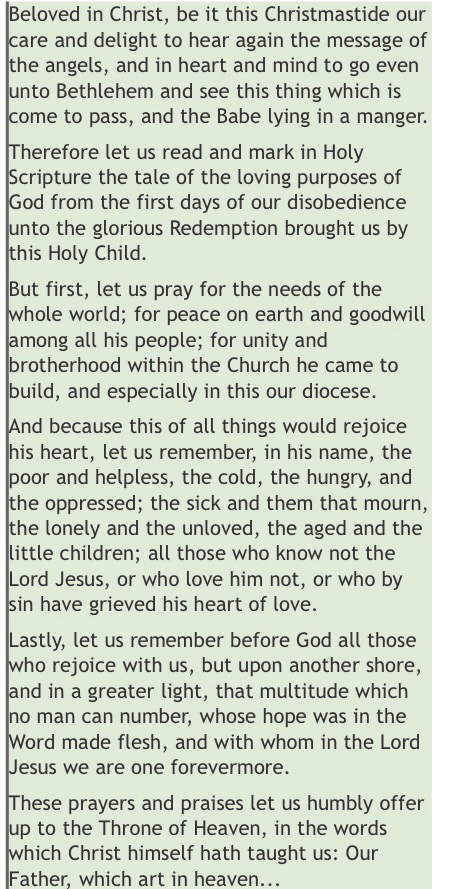 Beloved in Christ, be it this Christmastide our
care and delight to hear again the message of
the angels, and in heart and mind to go even
unto Bethlehem and see this thing which is
come to pass, and the Babe lying in a manger.
Therefore let us read and mark in Holy
Scripture the tale of the loving purposes of
God from the first days of our disobedience
unto the glorious Redemption brought us by
this Holy Child.
But first, let us pray for the needs of the
whole world; for peace on earth and goodwill
among all his people; for unity and
brotherhood within the Church he came to
build, and especially in this our diocese.
And because this of all things would rejoice
his heart, let us remember, in his name, the
poor and helpless, the cold, the hungry, and
the oppressed; the sick and them that mourn,
the lonely and the unloved, the aged and the
little children; all those who know not the
Lord Jesus, or who love him not, or who by
sin have grieved his heart of love.
Lastly, let us remember before God all those
who rejoice with us, but upon another shore,
and in a greater light, that multitude which
no man can number, whose hope was in the
Word made flesh, and with whom in the Lord
Jesus we are one forevermore.
These prayers and praises let us humbly offer
up to the Throne of Heaven, in the words
which Christ himself hath taught us: Our
Father, which art in heaven...